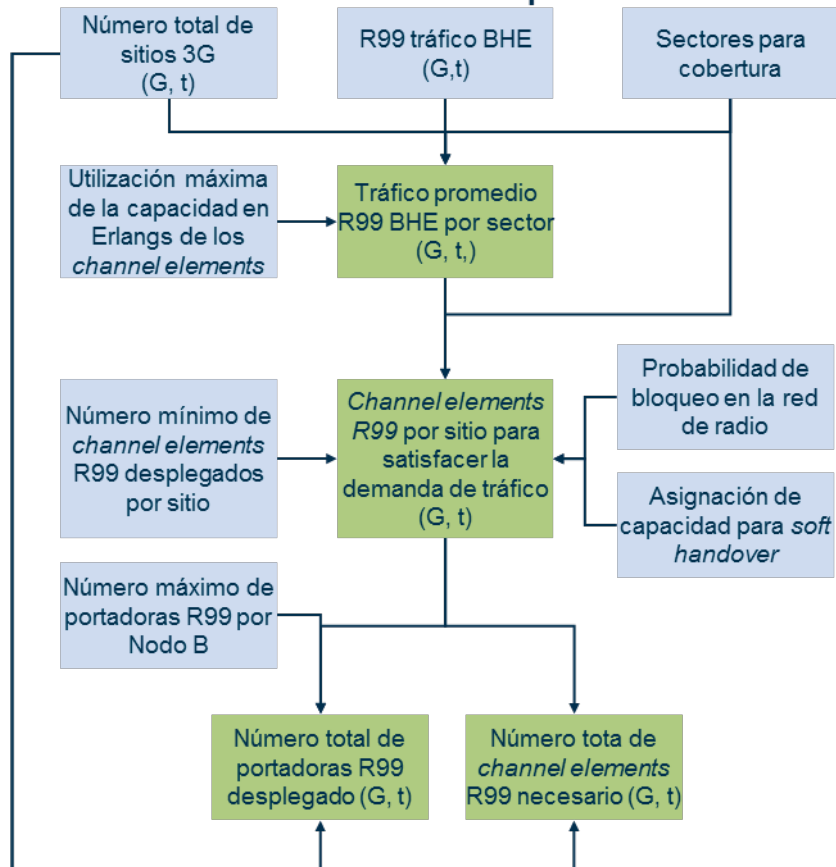 Número total de
sitios 3G
(G, t)
R99 tráfico BHE
(G,t)
Sectores para
cobertura
Utilización máxima
de la capacidad en
Erlangs de los
channel elements
Tráfico promedio
R99 BHE por sector
(G, t,)
Número mínimo de
channel elements
R99 desplegados
por sitio
Channel elements
R99 por sitio para
satisfacer la
demanda de tráfico
(G, t)
Probabilidad de
bloqueo en la red
de radio
Asignación de
capacidad para soft
handover
Número máximo de
portadoras R99 por
Nodo B
Número total de
portadoras R99
desplegado (G, t)
Número tota de
channel elements
R99 necesario (G, t)